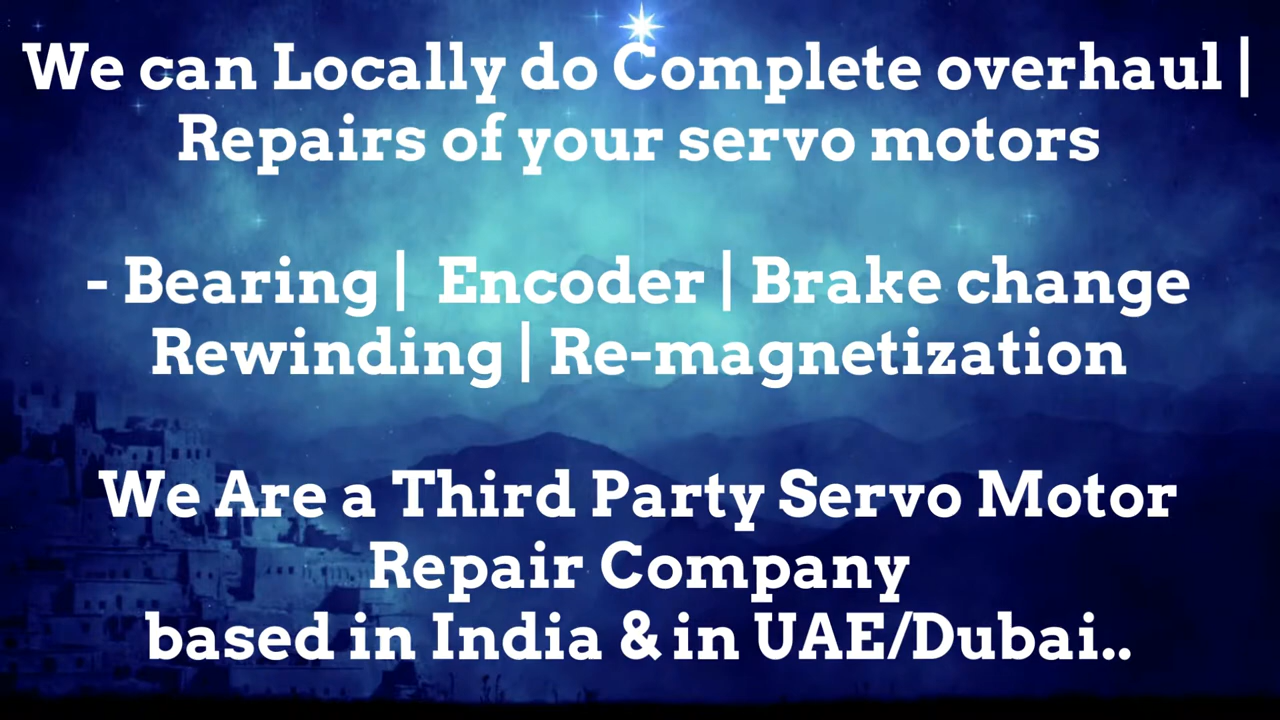 We can Locally do Complete overhaul |
Repairs of your servo motors
- Bearing | Encoder | Brake change
Rewinding | Re-magnetization
We Are a Third Party Servo Motor
Repair Company
based in India & in UAE/Dubai..